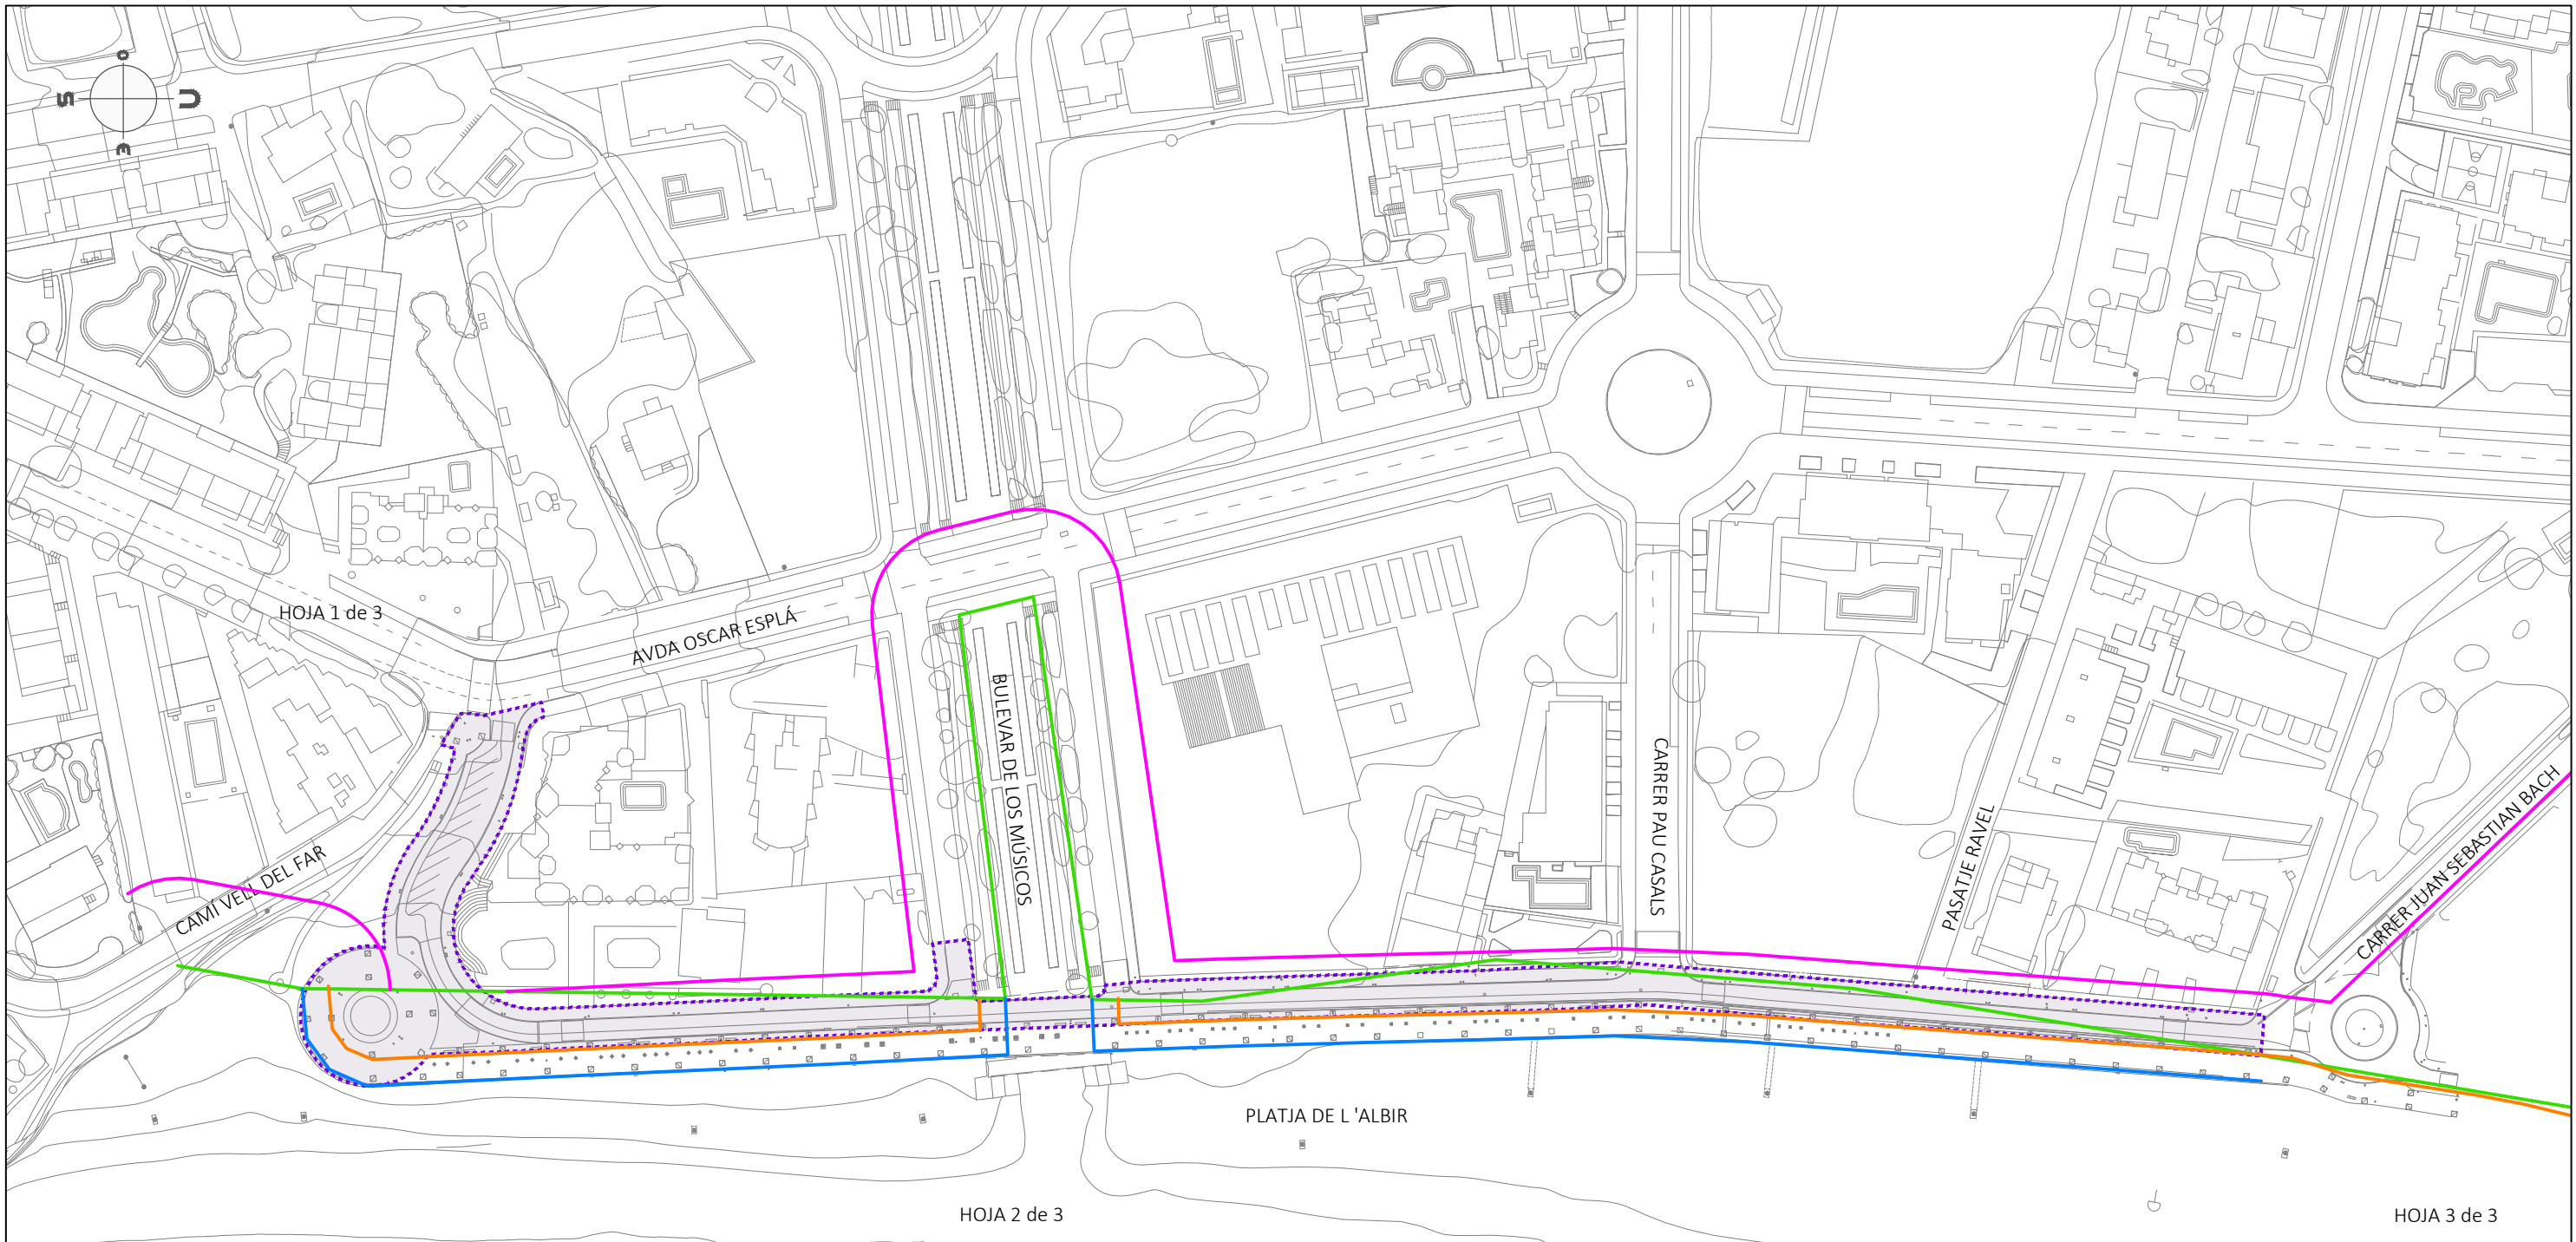 O
S
N
E
HOJA 1 de 3
AVDA OSCAR ESPLÁ
BULEVAR DE LOS MÚSICOS
CARRER PAU CASALS
PASATJE RAVEL
CARRER JUAN SEBASTIAN BACH
CAMÍ VELL DEL FAR
PLATJA DE L 'ALBIR
HOJA 2 de 3
HOJA 3 de 3